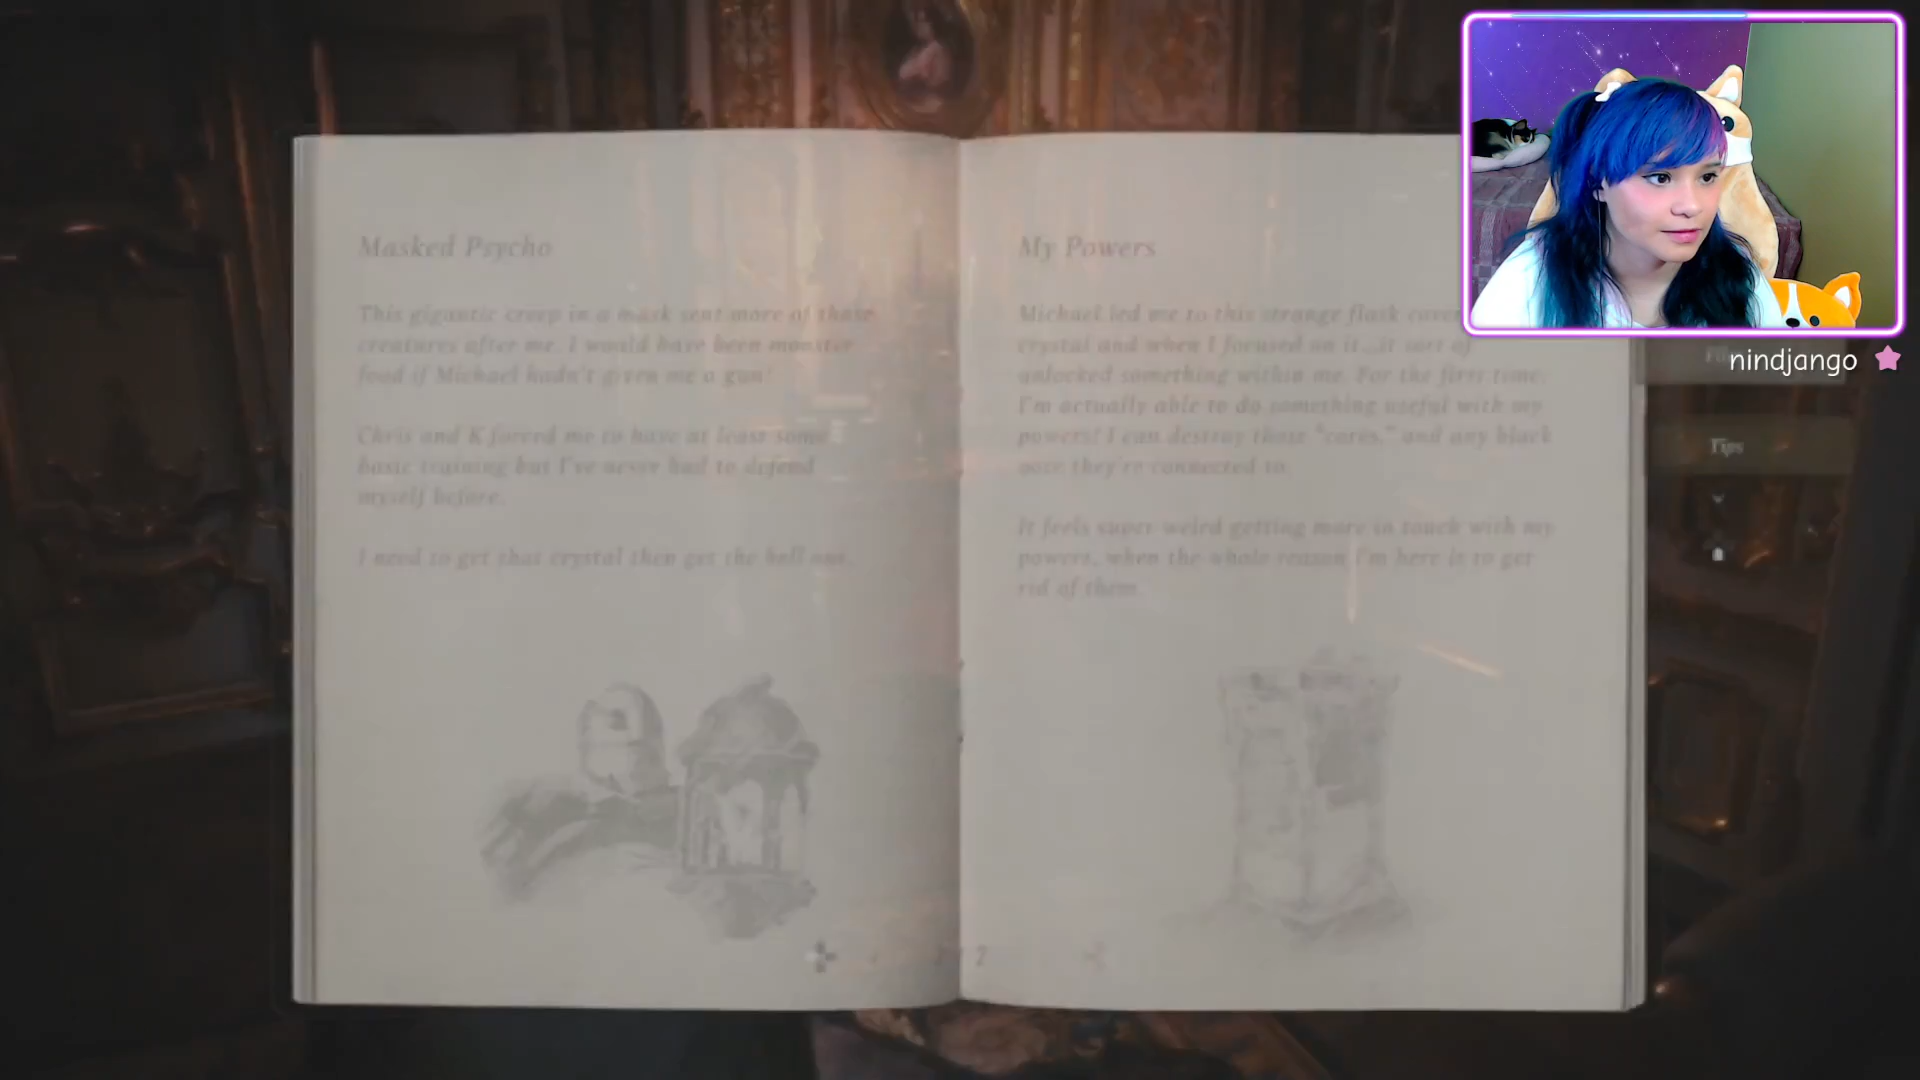 Masked Psycho
This gigantic creep in a mask sent more of those
creatures after me. I would have been monster
food if Michael hadn't given me a gun!
Chris and K forced me to have at least some
basic training but I've never had to defend
myself before.
I need to get that crystal then get the hell out.
My Powers
Michael led me to this strange flask
crystal and when I focused on it...it sort of
unlocked something within me. For the first time,
I'm actually able to do something useful with my
powers! I can destroy those "cores," and any black
ooze they're connected to.
It feels super weird getting more in touch with my
powers, when the whole reason I'm here is to get
rid of them.
7
nindjango
Tips